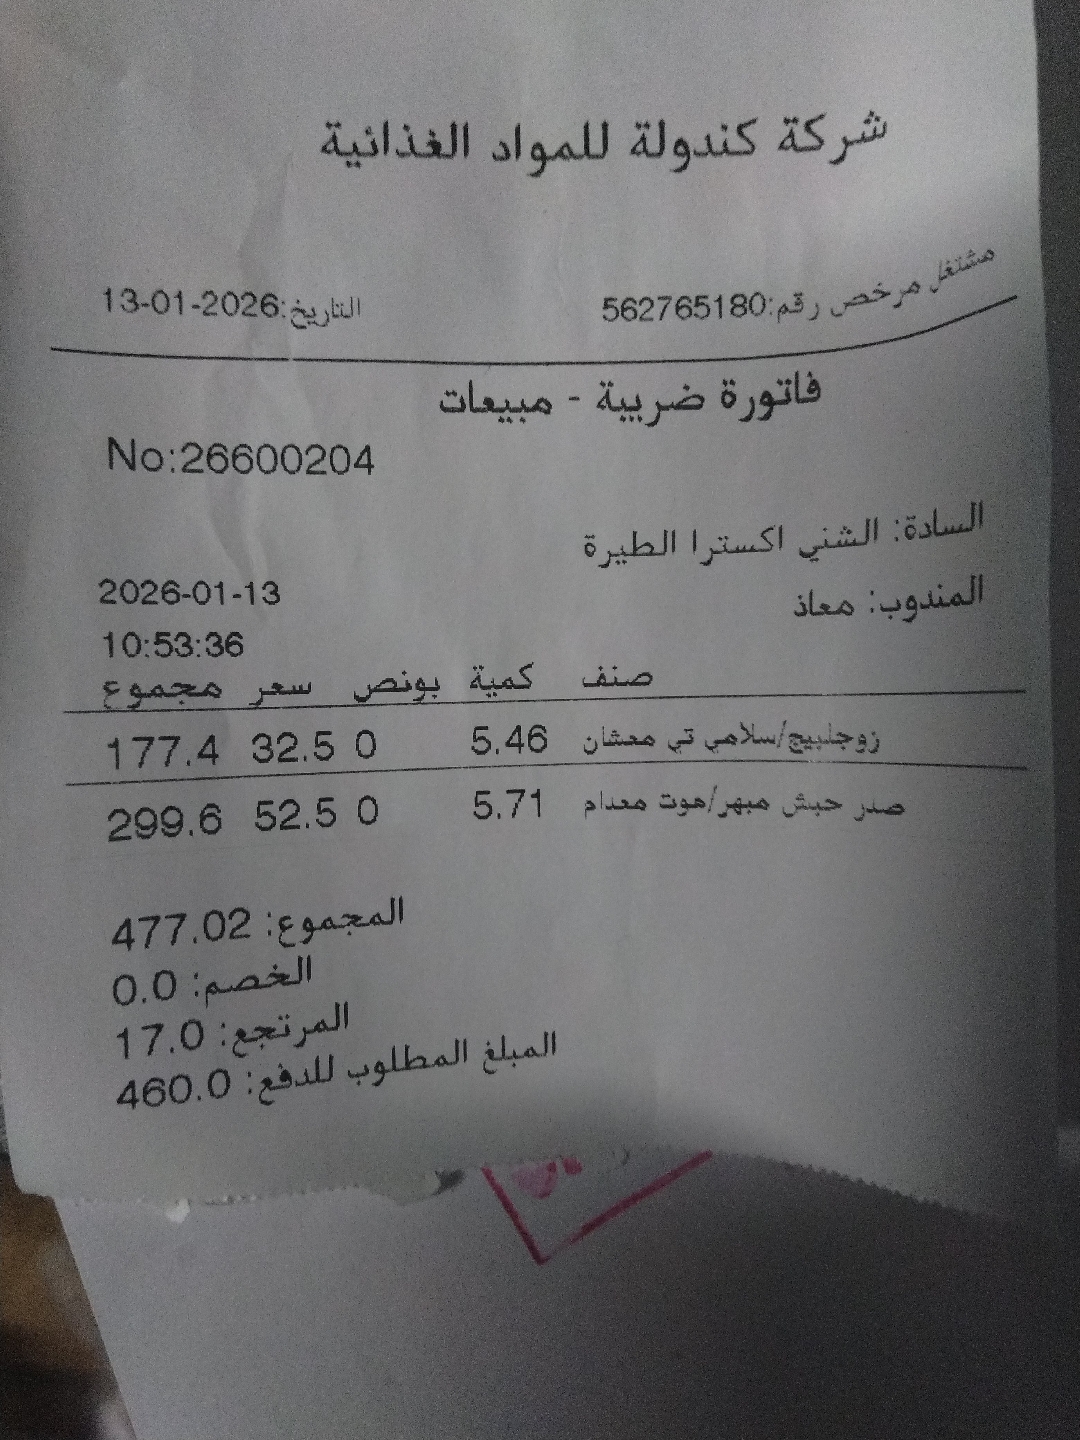 شركة كندولة للمواد الغذائية
مشتغل مرخص رقم:562765180 التاريخ:13-01-2026
فاتورة ضريبية - مبيعات
No:26600204
السادة: الشني اكسترا الطيرة
2026-01-13
المندوب: معاذ
10:53:36
صنف كمية بونص سعر مجموع
زوجلبيج/سلامي تي معشان 5.46 0 32.5 177.4
صدر حبش مبهر/هوت معدام 5.71 0 52.5 299.6
المجموع: 477.02
الخصم: 0.0
المرتجع: 17.0
المبلغ المطلوب للدفع: 460.0